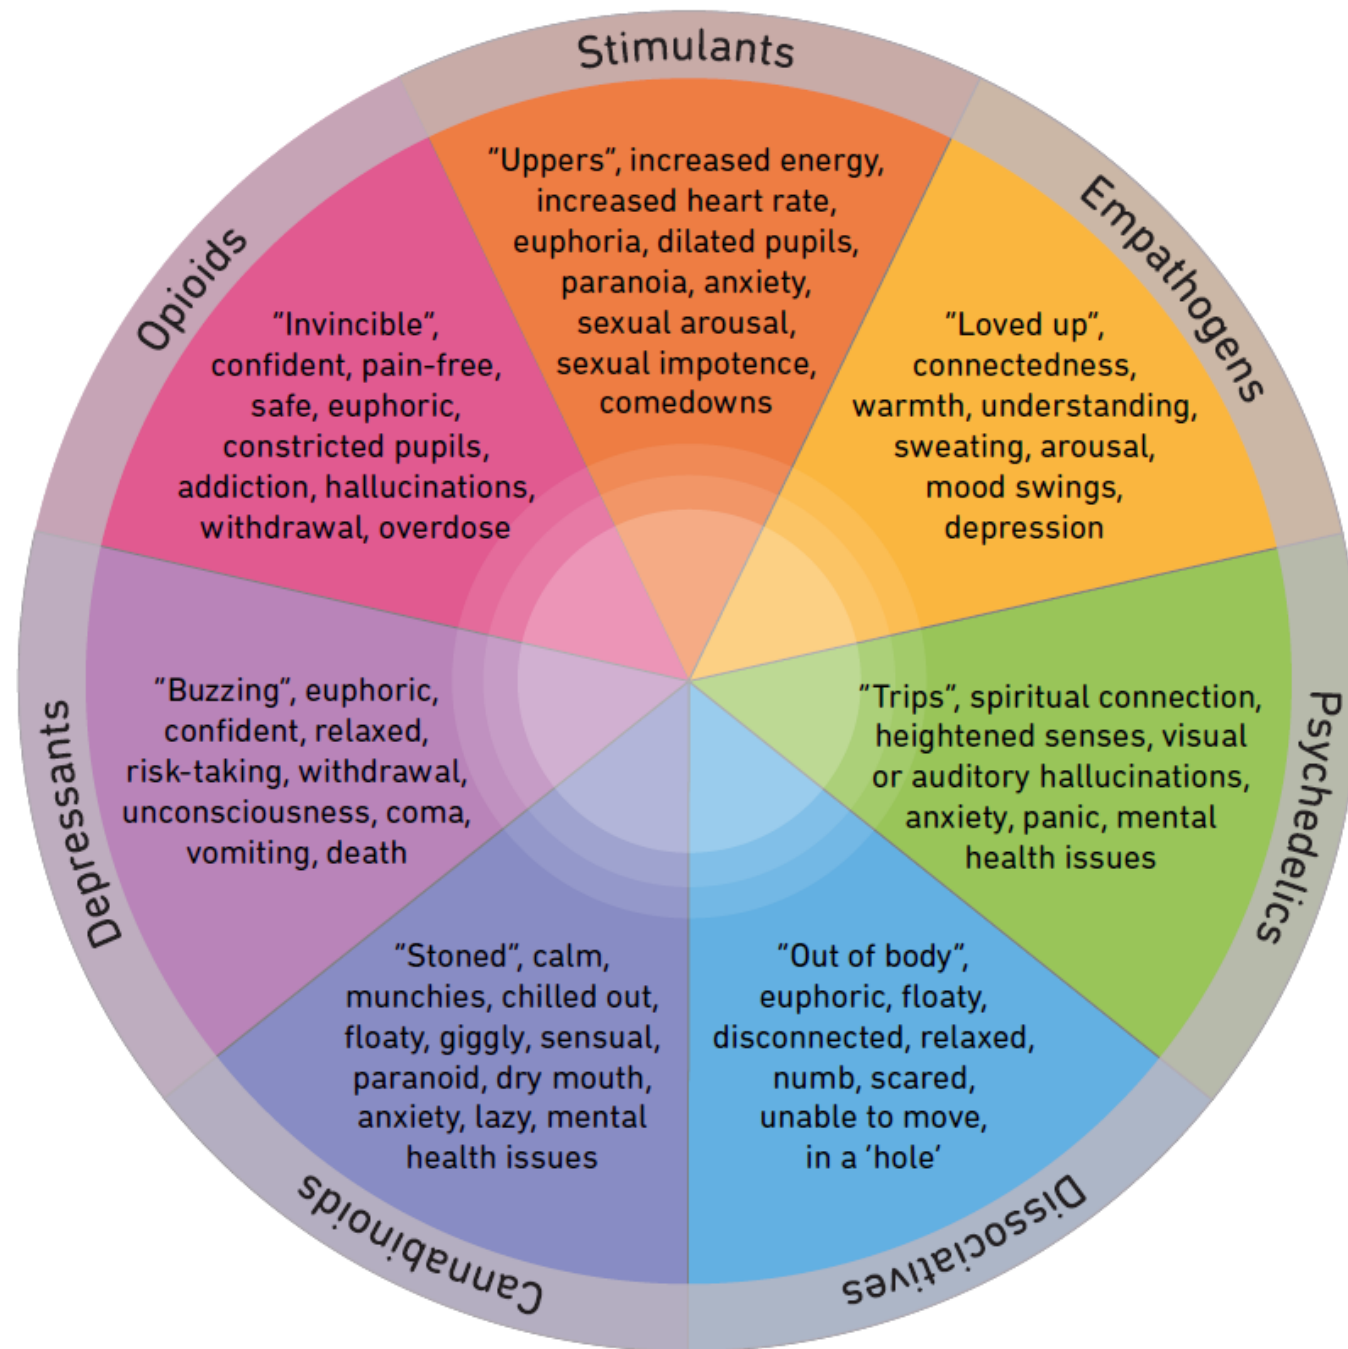 Stimulants
“Uppers”, increased energy,
increased heart rate,
euphoria, dilated pupils,
paranoia, anxiety,
sexual arousal,
sexual impotence,
comedowns
Empathogens
“Loved up”,
connectedness,
warmth, understanding,
sweating, arousal,
mood swings,
depression
Psychedelics
“Trips”, spiritual connection,
heightened senses, visual
or auditory hallucinations,
anxiety, panic, mental
health issues
Dissociatives
“Out of body”,
euphoric, floaty,
disconnected, relaxed,
numb, scared,
unable to move,
in a ‘hole’
Cannabinoids
“Stoned”, calm,
munchies, chilled out,
floaty, giggly, sensual,
paranoid, dry mouth,
anxiety, lazy, mental
health issues
Depressants
“Buzzing”, euphoric,
confident, relaxed,
risk-taking, withdrawal,
unconsciousness, coma,
vomiting, death
Opioids
“Invincible”,
confident, pain-free,
safe, euphoric,
constricted pupils,
addiction, hallucinations,
withdrawal, overdose